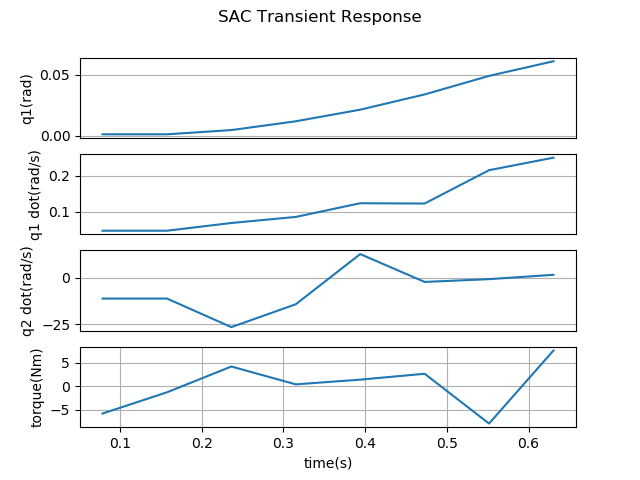 SAC Transient Response
q1(rad)
0.05
0.00
q1 dot(rad/s)
0.2
0.1
q2 dot(rad/s)
0
−25
torque(Nm)
5
0
−5
0.1 0.2 0.3 0.4 0.5 0.6
time(s)